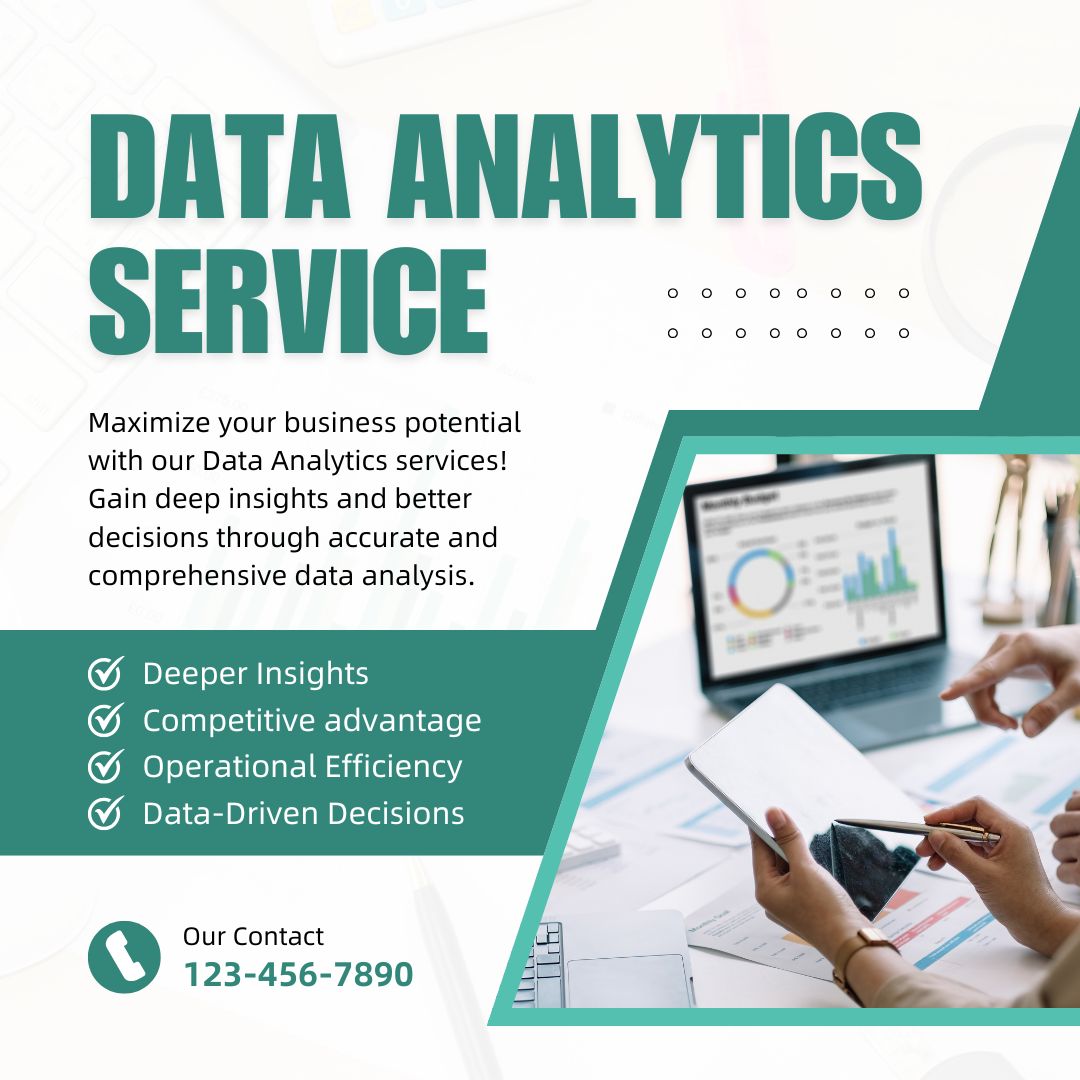 DATA ANALYTICS
SERVICE
Maximize your business potential
with our Data Analytics services!
Gain deep insights and better
decisions through accurate and
comprehensive data analysis.
Deeper Insights
Competitive advantage
Operational Efficiency
Data-Driven Decisions
Our Contact
123-456-7890
Monthly Budget